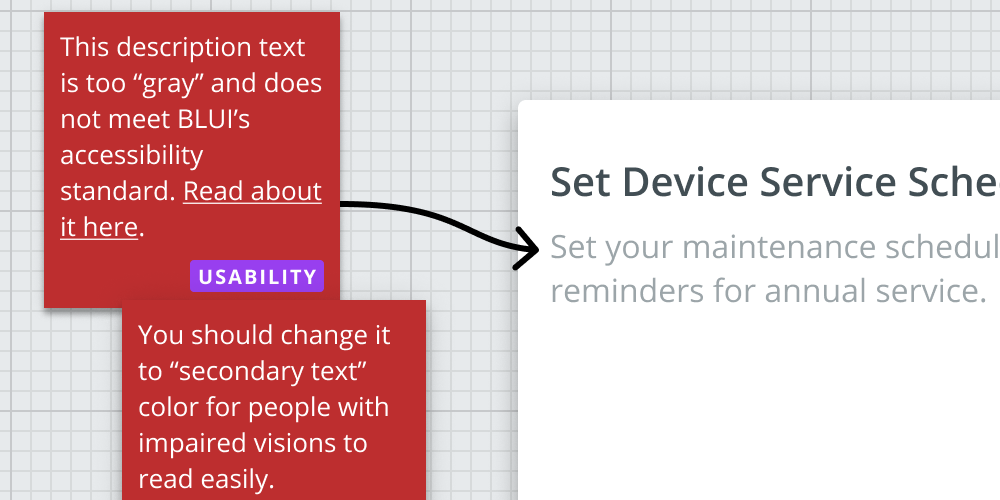 This description text
is too “gray” and does
not meet BLUI’s
accessibility
standard. Read about
it here.
USABILITY
You should change it
to “secondary text”
color for people with
impaired visions to
read easily.
Set Device Service Sche
Set your maintenance schedul
reminders for annual service.